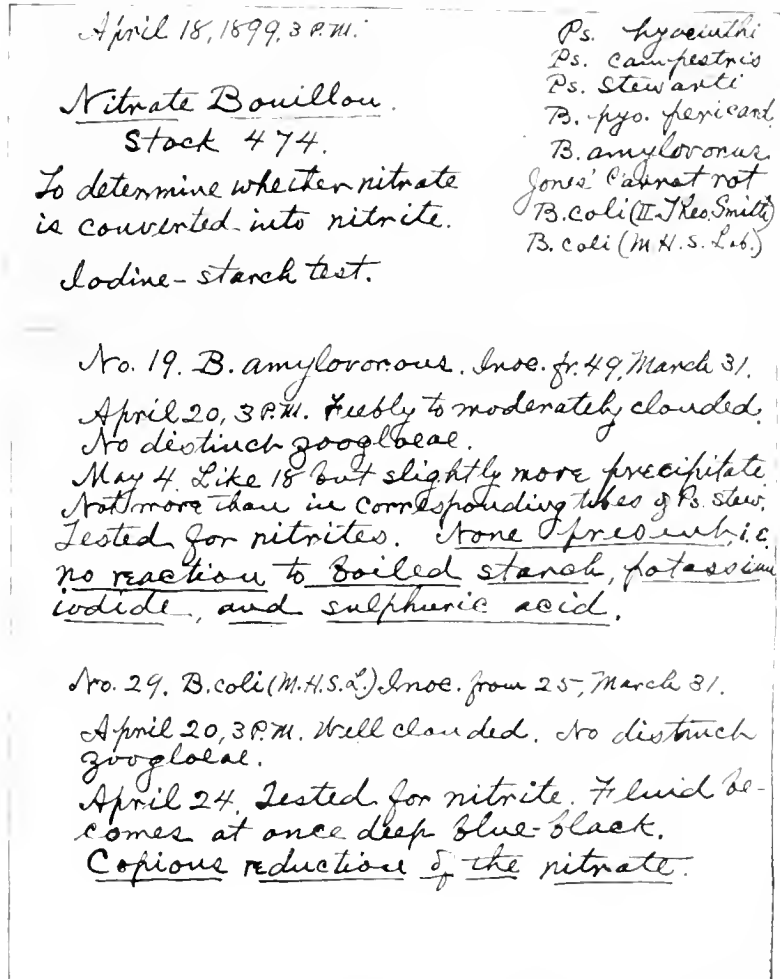 April 18, 1899, 3 P.M.
Nitrate Bouillon.
Stock 474.
To determine whether nitrate
is converted into nitrite.
Iodine-starch test.
Ps. hyacinthi
Ps. campestris
Ps. Stewarti
B. pyo. pericard.
B. amylovorus
Jones' Carrot rot
B. coli (II. Theo. Smith)
B. coli (M.H.S. Lab.)
No. 19. B. amylovorous. Inoc. fr. 49, March 31.
April 20, 3 P.M. Feebly to moderately clouded.
No distinct zoogloeae.
May 4. Like 18 but slightly more precipitate.
Not more than in corresponding tubes of Ps. stew.
Tested for nitrites. None present, i.e.
no reaction to boiled starch, potassium
iodide, and sulphuric acid.
No. 29. B. coli (M.H.S.L.) Inoc. from 25, March 31.
April 20, 3 P.M. Well clouded. No distinct
zoogloeae.
April 24. Tested for nitrite. Fluid be-
comes at once deep blue-black.
Copious reduction of the nitrate.